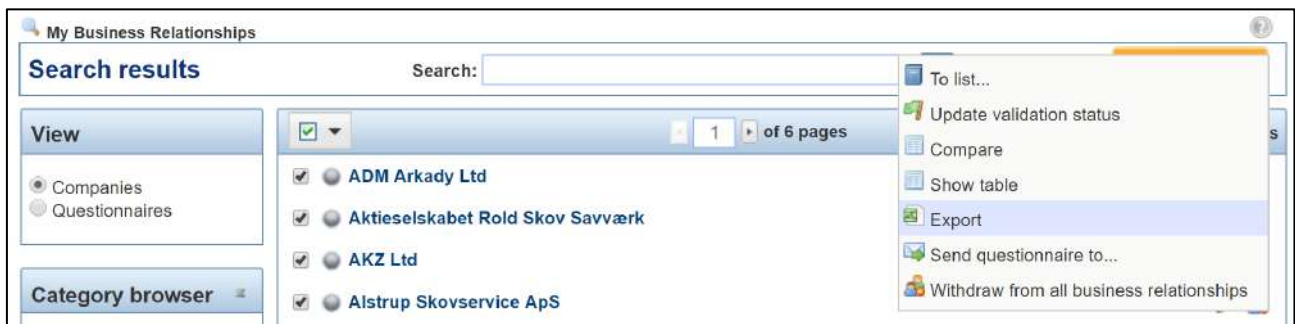 My Business Relationships
Search results
Search:
To list...
Update validation status
Compare
Show table
Export
Send questionnaire to...
Withdraw from all business relationships
View
Companies
Questionnaires
Category browser
1 of 6 pages
ADM Arkady Ltd
Aktieselskabet Rold Skov Savværk
AKZ Ltd
Alstrup Skovservice ApS